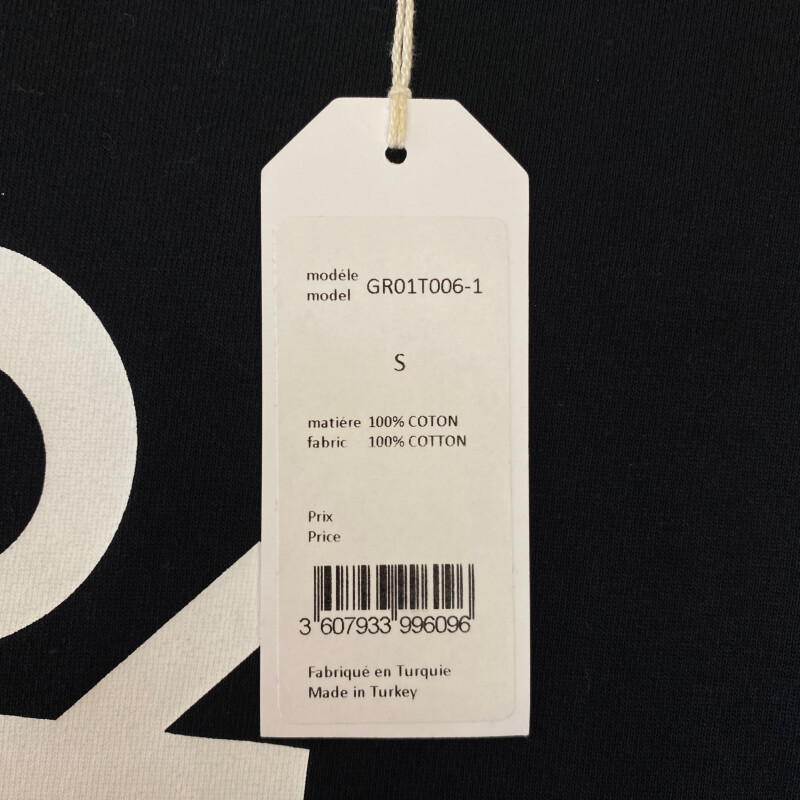 modéle
model GR01T006-1
S
matiére 100% COTON
fabric 100% COTTON
Prix
Price
3 607933 996096
Fabriqué en Turquie
Made in Turkey